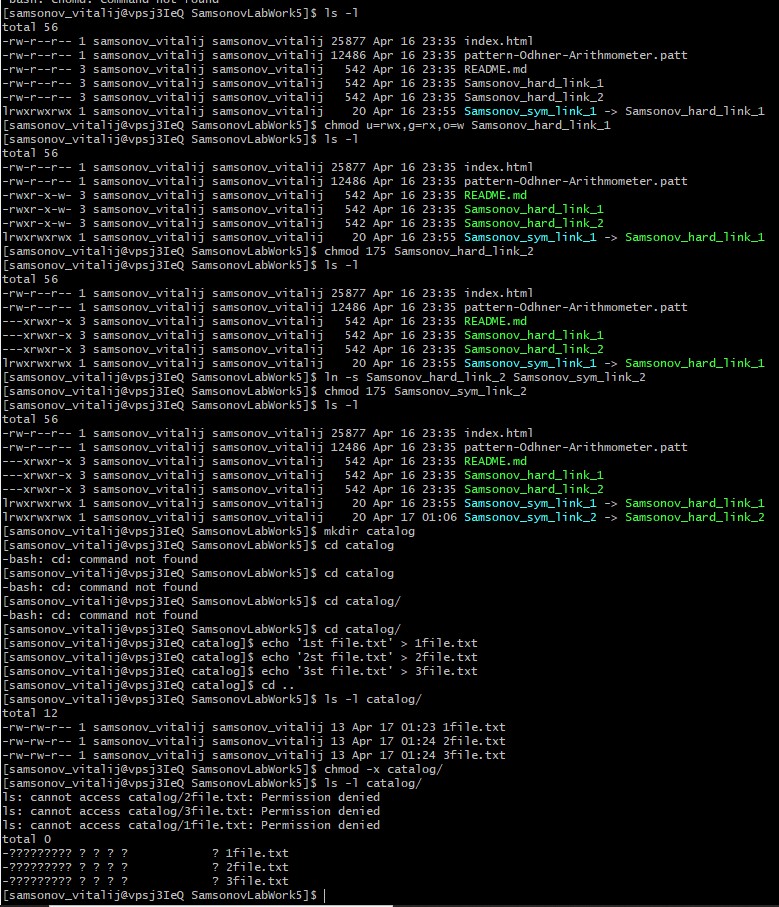 -bash: chomd: command not found
[samsonov_vitalij@vpsj3IeQ SamsonovLabWork5]$ ls -l
total 56
-rw-r--r-- 1 samsonov_vitalij samsonov_vitalij 25877 Apr 16 23:35 index.html
-rw-r--r-- 1 samsonov_vitalij samsonov_vitalij 12486 Apr 16 23:35 pattern-Odhner-Arithmometer.patt
-rw-r--r-- 3 samsonov_vitalij samsonov_vitalij   542 Apr 16 23:35 README.md
-rw-r--r-- 3 samsonov_vitalij samsonov_vitalij   542 Apr 16 23:35 Samsonov_hard_link_1
-rw-r--r-- 3 samsonov_vitalij samsonov_vitalij   542 Apr 16 23:35 Samsonov_hard_link_2
lrwxrwxrwx 1 samsonov_vitalij samsonov_vitalij    20 Apr 16 23:55 Samsonov_sym_link_1 -> Samsonov_hard_link_1
[samsonov_vitalij@vpsj3IeQ SamsonovLabWork5]$ chmod u=rwx,g=rx,o=w Samsonov_hard_link_1
[samsonov_vitalij@vpsj3IeQ SamsonovLabWork5]$ ls -l
total 56
-rw-r--r-- 1 samsonov_vitalij samsonov_vitalij 25877 Apr 16 23:35 index.html
-rw-r--r-- 1 samsonov_vitalij samsonov_vitalij 12486 Apr 16 23:35 pattern-Odhner-Arithmometer.patt
-rwxr-x-w- 3 samsonov_vitalij samsonov_vitalij   542 Apr 16 23:35 README.md
-rwxr-x-w- 3 samsonov_vitalij samsonov_vitalij   542 Apr 16 23:35 Samsonov_hard_link_1
-rwxr-x-w- 3 samsonov_vitalij samsonov_vitalij   542 Apr 16 23:35 Samsonov_hard_link_2
lrwxrwxrwx 1 samsonov_vitalij samsonov_vitalij    20 Apr 16 23:55 Samsonov_sym_link_1 -> Samsonov_hard_link_1
[samsonov_vitalij@vpsj3IeQ SamsonovLabWork5]$ chmod 175 Samsonov_hard_link_2
[samsonov_vitalij@vpsj3IeQ SamsonovLabWork5]$ ls -l
total 56
-rw-r--r-- 1 samsonov_vitalij samsonov_vitalij 25877 Apr 16 23:35 index.html
-rw-r--r-- 1 samsonov_vitalij samsonov_vitalij 12486 Apr 16 23:35 pattern-Odhner-Arithmometer.patt
---xrwxr-x 3 samsonov_vitalij samsonov_vitalij   542 Apr 16 23:35 README.md
---xrwxr-x 3 samsonov_vitalij samsonov_vitalij   542 Apr 16 23:35 Samsonov_hard_link_1
---xrwxr-x 3 samsonov_vitalij samsonov_vitalij   542 Apr 16 23:35 Samsonov_hard_link_2
lrwxrwxrwx 1 samsonov_vitalij samsonov_vitalij    20 Apr 16 23:55 Samsonov_sym_link_1 -> Samsonov_hard_link_1
[samsonov_vitalij@vpsj3IeQ SamsonovLabWork5]$ ln -s Samsonov_hard_link_2 Samsonov_sym_link_2
[samsonov_vitalij@vpsj3IeQ SamsonovLabWork5]$ chmod 175 Samsonov_sym_link_2
[samsonov_vitalij@vpsj3IeQ SamsonovLabWork5]$ ls -l
total 56
-rw-r--r-- 1 samsonov_vitalij samsonov_vitalij 25877 Apr 16 23:35 index.html
-rw-r--r-- 1 samsonov_vitalij samsonov_vitalij 12486 Apr 16 23:35 pattern-Odhner-Arithmometer.patt
---xrwxr-x 3 samsonov_vitalij samsonov_vitalij   542 Apr 16 23:35 README.md
---xrwxr-x 3 samsonov_vitalij samsonov_vitalij   542 Apr 16 23:35 Samsonov_hard_link_1
---xrwxr-x 3 samsonov_vitalij samsonov_vitalij   542 Apr 16 23:35 Samsonov_hard_link_2
lrwxrwxrwx 1 samsonov_vitalij samsonov_vitalij    20 Apr 16 23:55 Samsonov_sym_link_1 -> Samsonov_hard_link_1
lrwxrwxrwx 1 samsonov_vitalij samsonov_vitalij    20 Apr 17 01:06 Samsonov_sym_link_2 -> Samsonov_hard_link_2
[samsonov_vitalij@vpsj3IeQ SamsonovLabWork5]$ mkdir catalog
[samsonov_vitalij@vpsj3IeQ SamsonovLabWork5]$ cd catalog
-bash: cd: command not found
[samsonov_vitalij@vpsj3IeQ SamsonovLabWork5]$ cd catalog
-bash: cd: command not found
[samsonov_vitalij@vpsj3IeQ SamsonovLabWork5]$ cd catalog/
-bash: cd: command not found
[samsonov_vitalij@vpsj3IeQ SamsonovLabWork5]$ cd catalog/
[samsonov_vitalij@vpsj3IeQ catalog]$ echo '1st file.txt' > 1file.txt
[samsonov_vitalij@vpsj3IeQ catalog]$ echo '2st file.txt' > 2file.txt
[samsonov_vitalij@vpsj3IeQ catalog]$ echo '3st file.txt' > 3file.txt
[samsonov_vitalij@vpsj3IeQ catalog]$ cd ..
[samsonov_vitalij@vpsj3IeQ SamsonovLabWork5]$ ls -l catalog/
total 12
-rw-rw-r-- 1 samsonov_vitalij samsonov_vitalij 13 Apr 17 01:23 1file.txt
-rw-rw-r-- 1 samsonov_vitalij samsonov_vitalij 13 Apr 17 01:24 2file.txt
-rw-rw-r-- 1 samsonov_vitalij samsonov_vitalij 13 Apr 17 01:24 3file.txt
[samsonov_vitalij@vpsj3IeQ SamsonovLabWork5]$ chmod -x catalog/
[samsonov_vitalij@vpsj3IeQ SamsonovLabWork5]$ ls -l catalog/
ls: cannot access catalog/2file.txt: Permission denied
ls: cannot access catalog/3file.txt: Permission denied
ls: cannot access catalog/1file.txt: Permission denied
total 0
-????????? ? ? ? ?            ? 1file.txt
-????????? ? ? ? ?            ? 2file.txt
-????????? ? ? ? ?            ? 3file.txt
[samsonov_vitalij@vpsj3IeQ SamsonovLabWork5]$